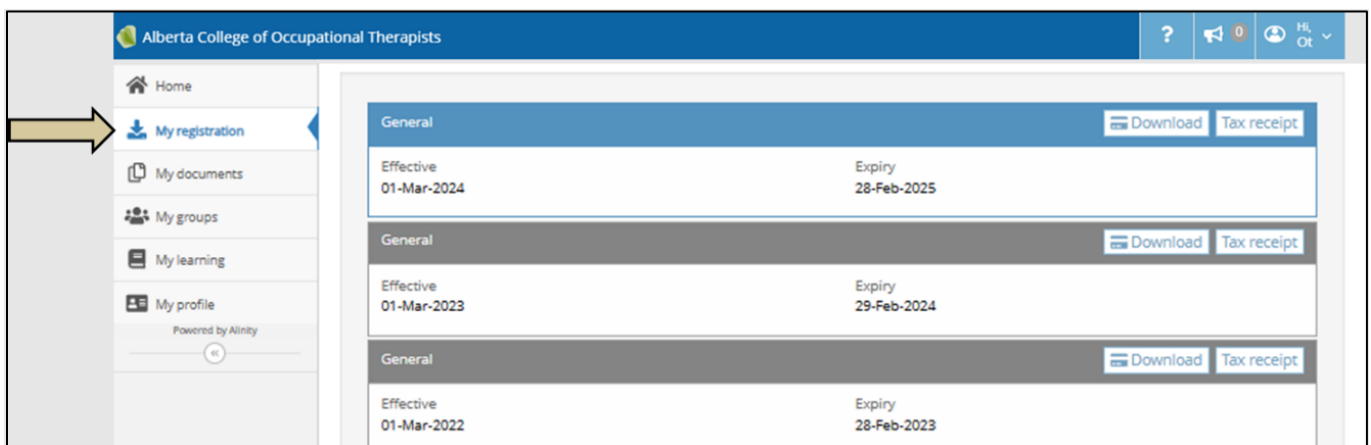 Alberta College of Occupational Therapists
? 0 Hi, Ot
Home
My registration
My documents
My groups
My learning
My profile
Powered by Alinity
General Download Tax receipt
Effective Expiry
01-Mar-2024 28-Feb-2025
General Download Tax receipt
Effective Expiry
01-Mar-2023 29-Feb-2024
General Download Tax receipt
Effective Expiry
01-Mar-2022 28-Feb-2023